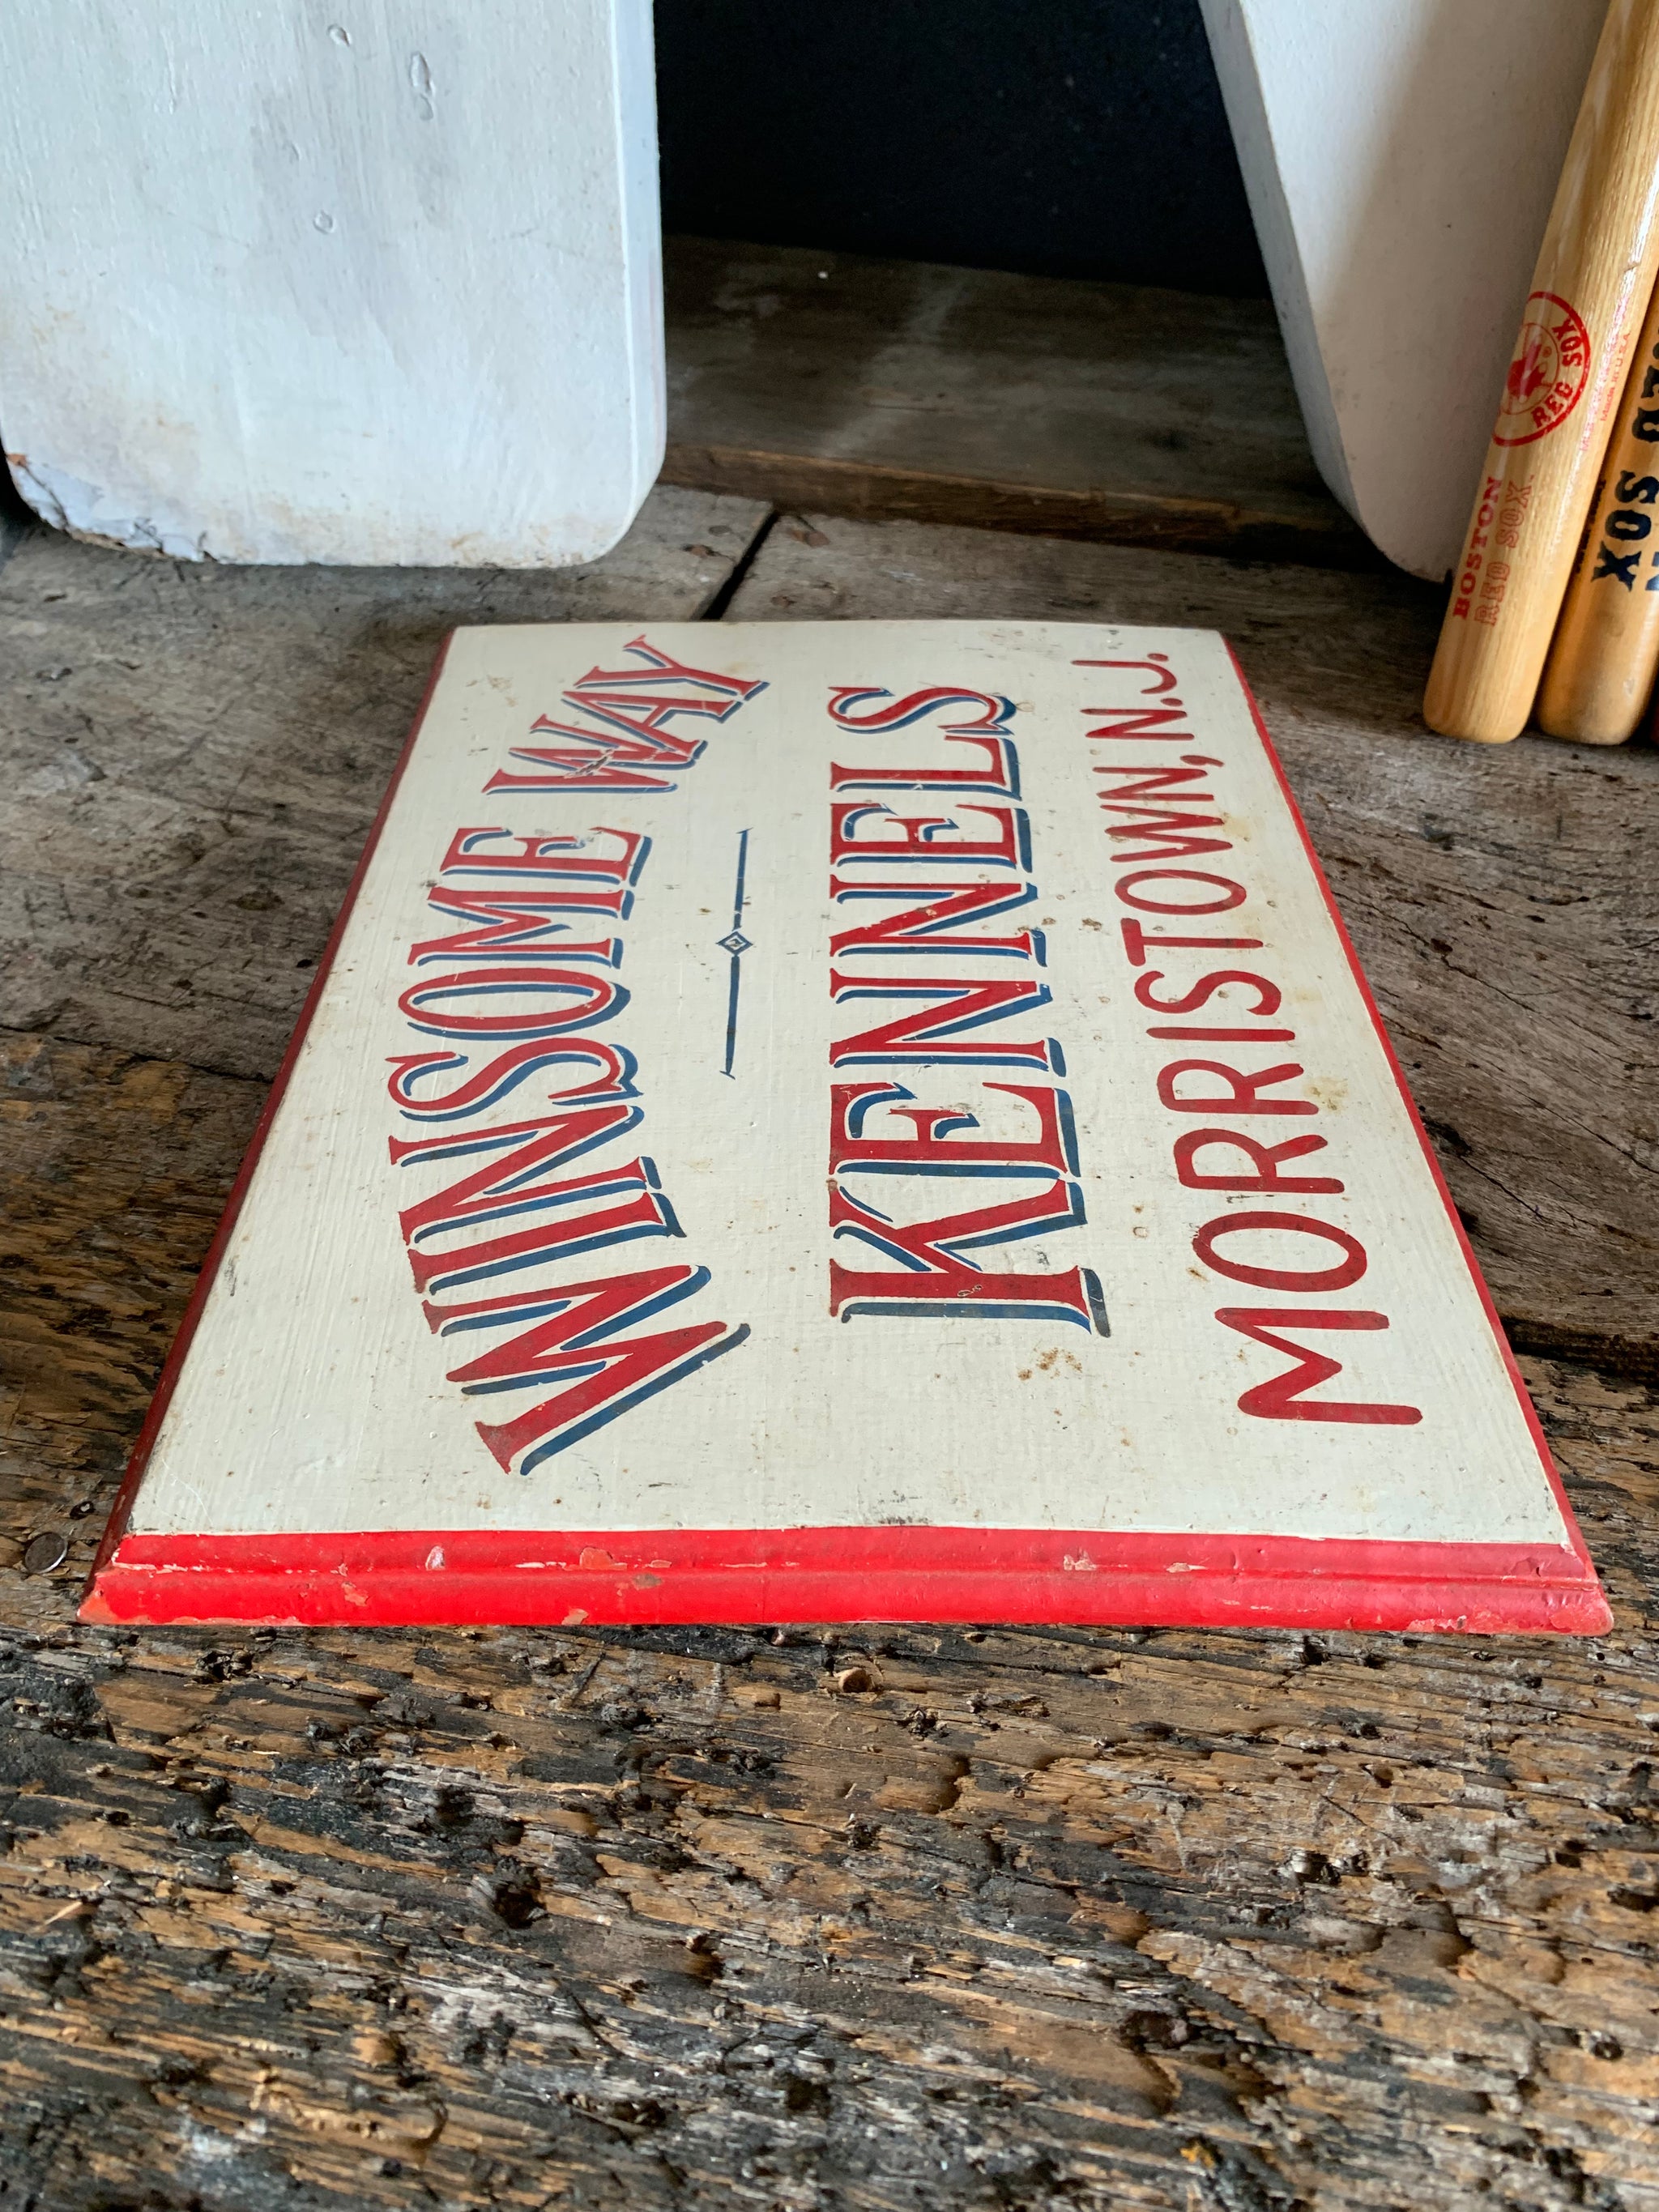 WINSOME WAY
KENNELS
MORRISTOWN, N.J.
RED SOX
BOSTON
RED SOX
SOX